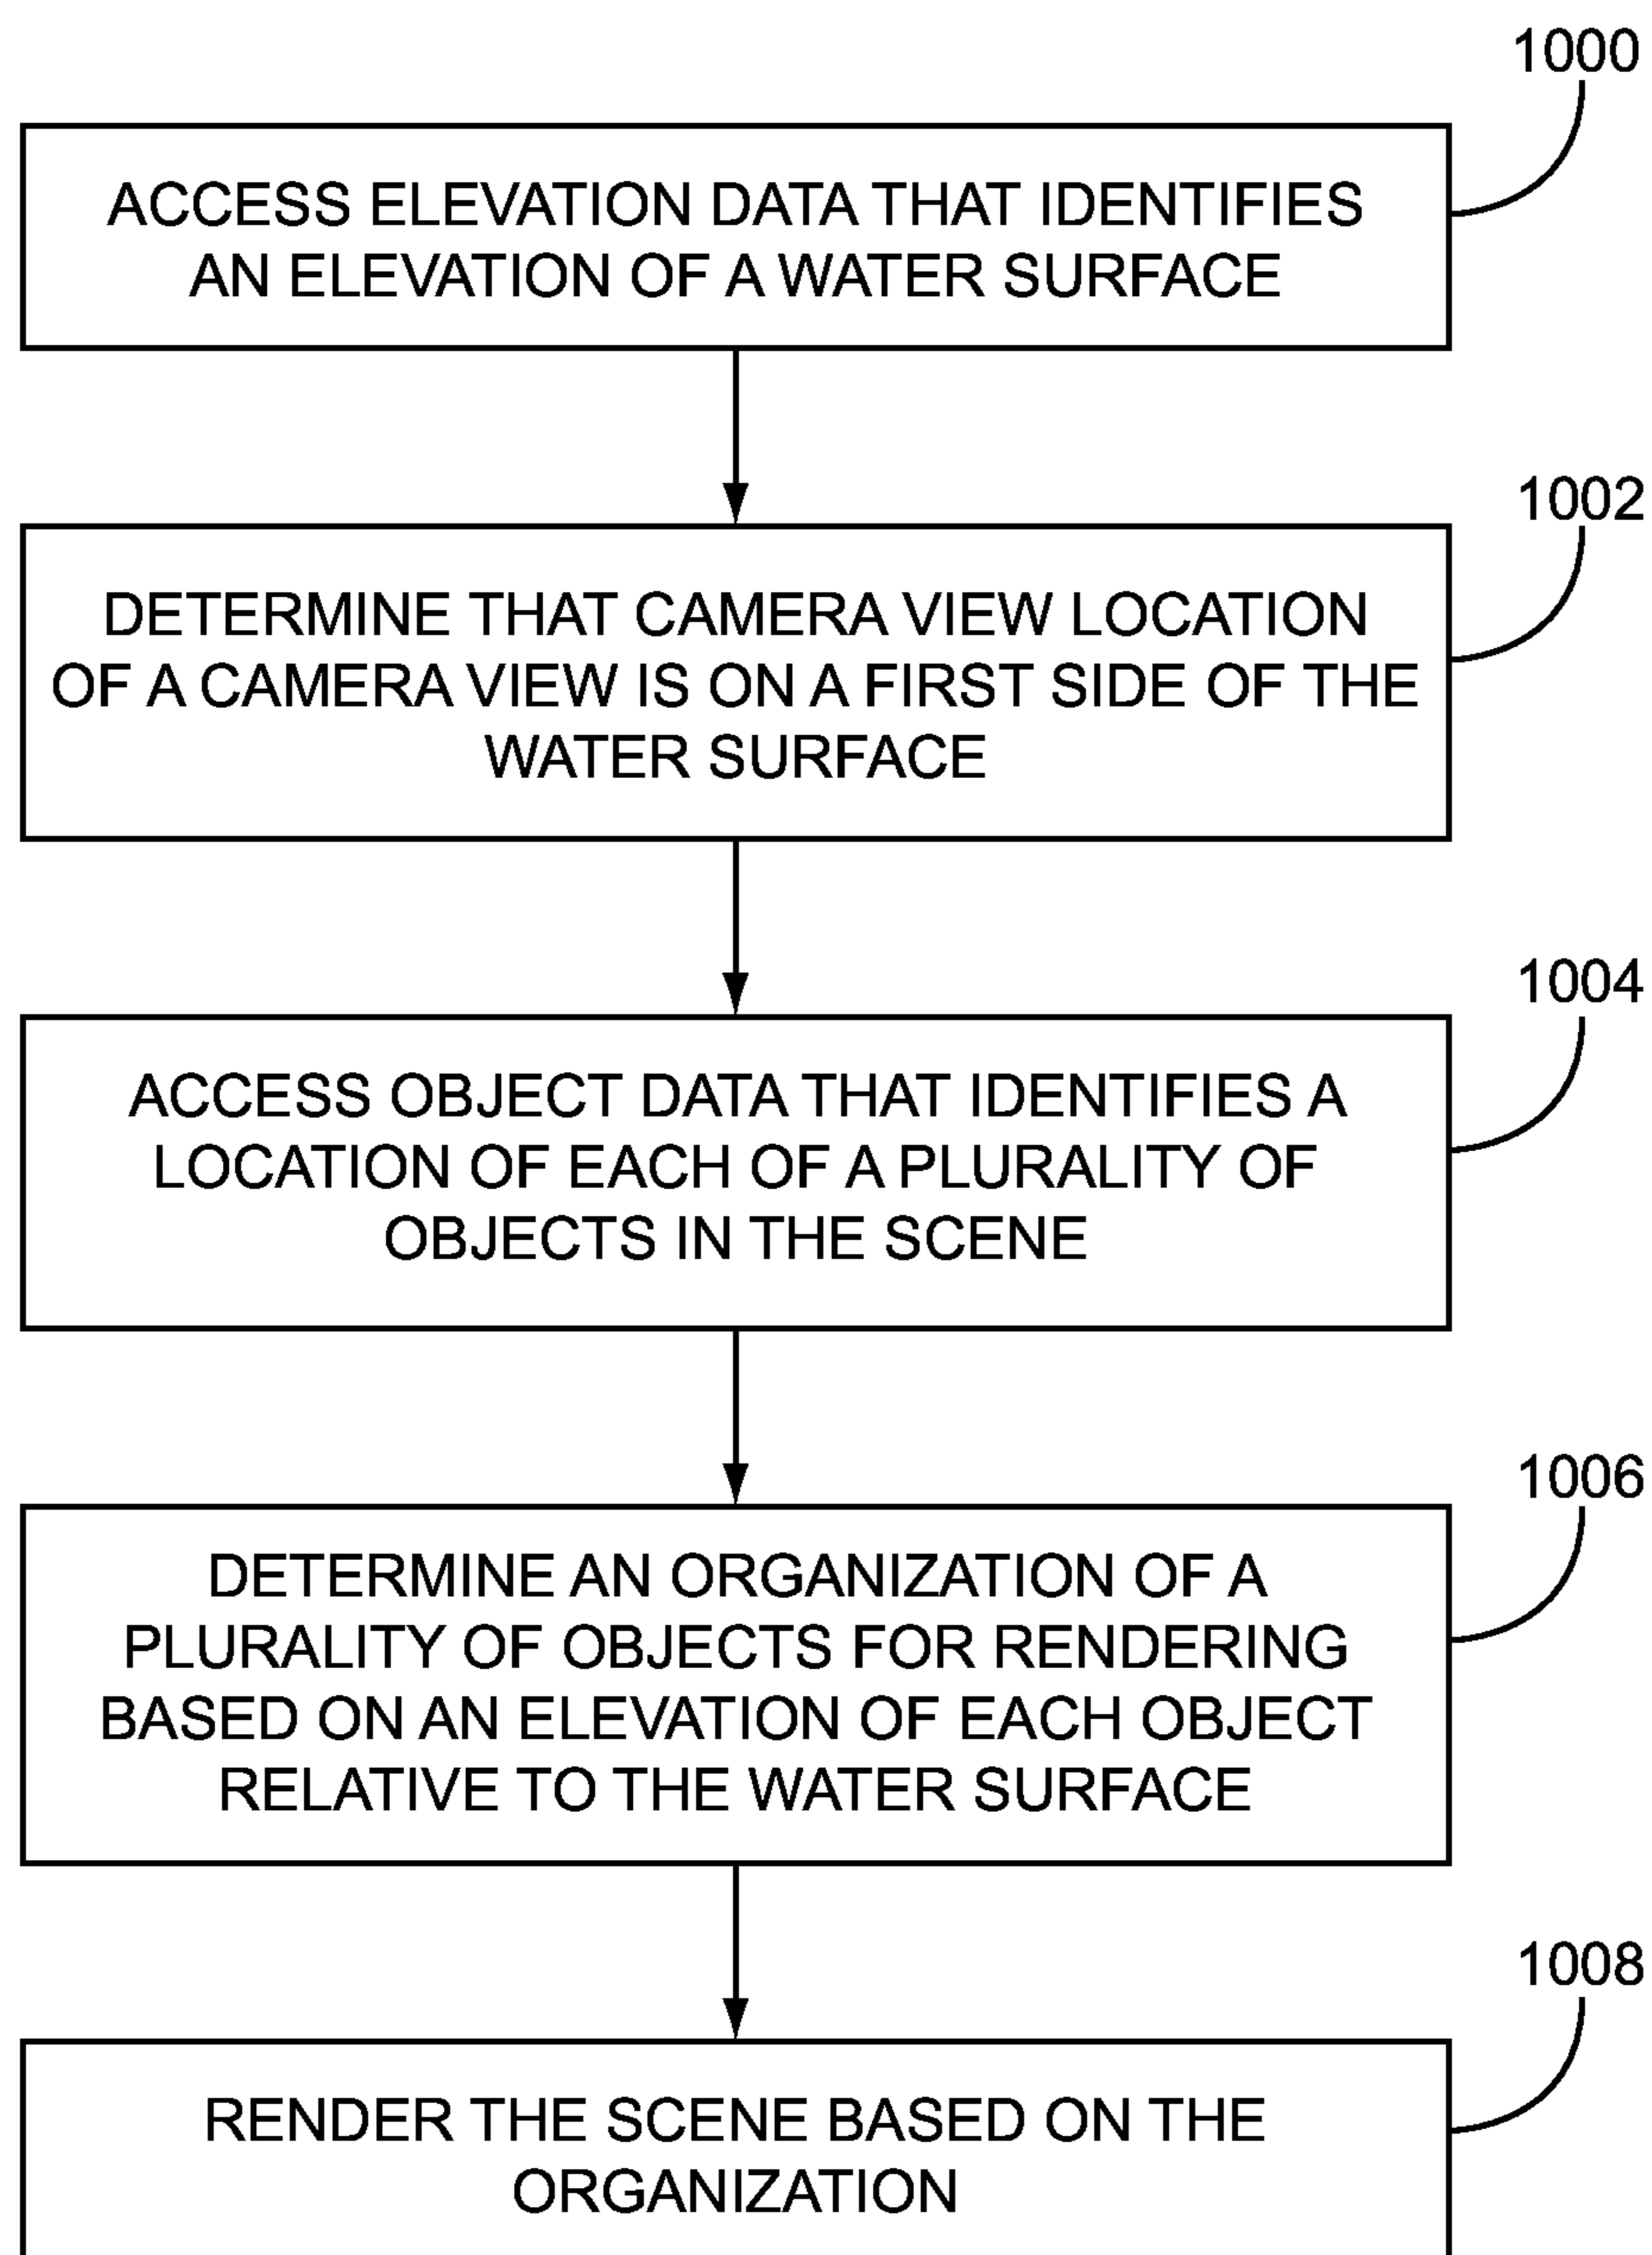 1000
ACCESS ELEVATION DATA THAT IDENTIFIES
AN ELEVATION OF A WATER SURFACE
1002
DETERMINE THAT CAMERA VIEW LOCATION
OF A CAMERA VIEW IS ON A FIRST SIDE OF THE
WATER SURFACE
1004
ACCESS OBJECT DATA THAT IDENTIFIES A
LOCATION OF EACH OF A PLURALITY OF
OBJECTS IN THE SCENE
1006
DETERMINE AN ORGANIZATION OF A
PLURALITY OF OBJECTS FOR RENDERING
BASED ON AN ELEVATION OF EACH OBJECT
RELATIVE TO THE WATER SURFACE
1008
RENDER THE SCENE BASED ON THE
ORGANIZATION